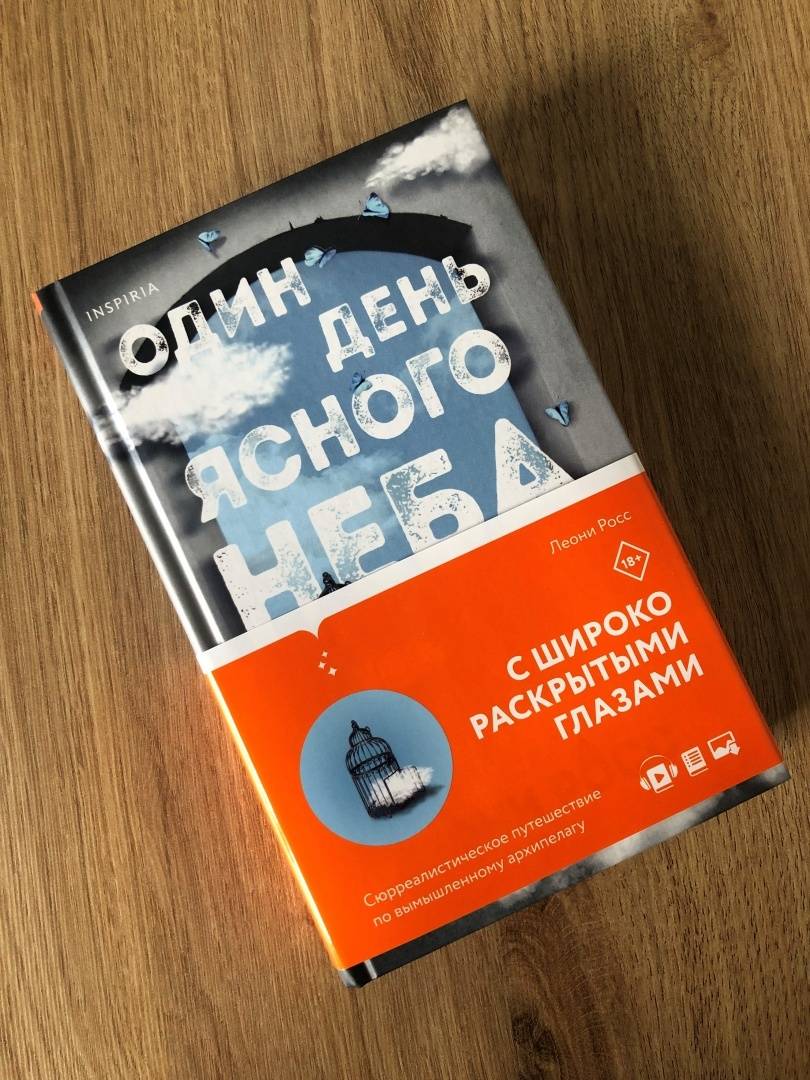 INSPIRIA
ОДИН
ДЕНЬ
ЯСНОГО
НЕБА
Леони Росс
18+
С ШИРОКО
РАСКРЫТЫМИ
ГЛАЗАМИ
Сюрреалистическое путешествие
по вымышленному архипелагу